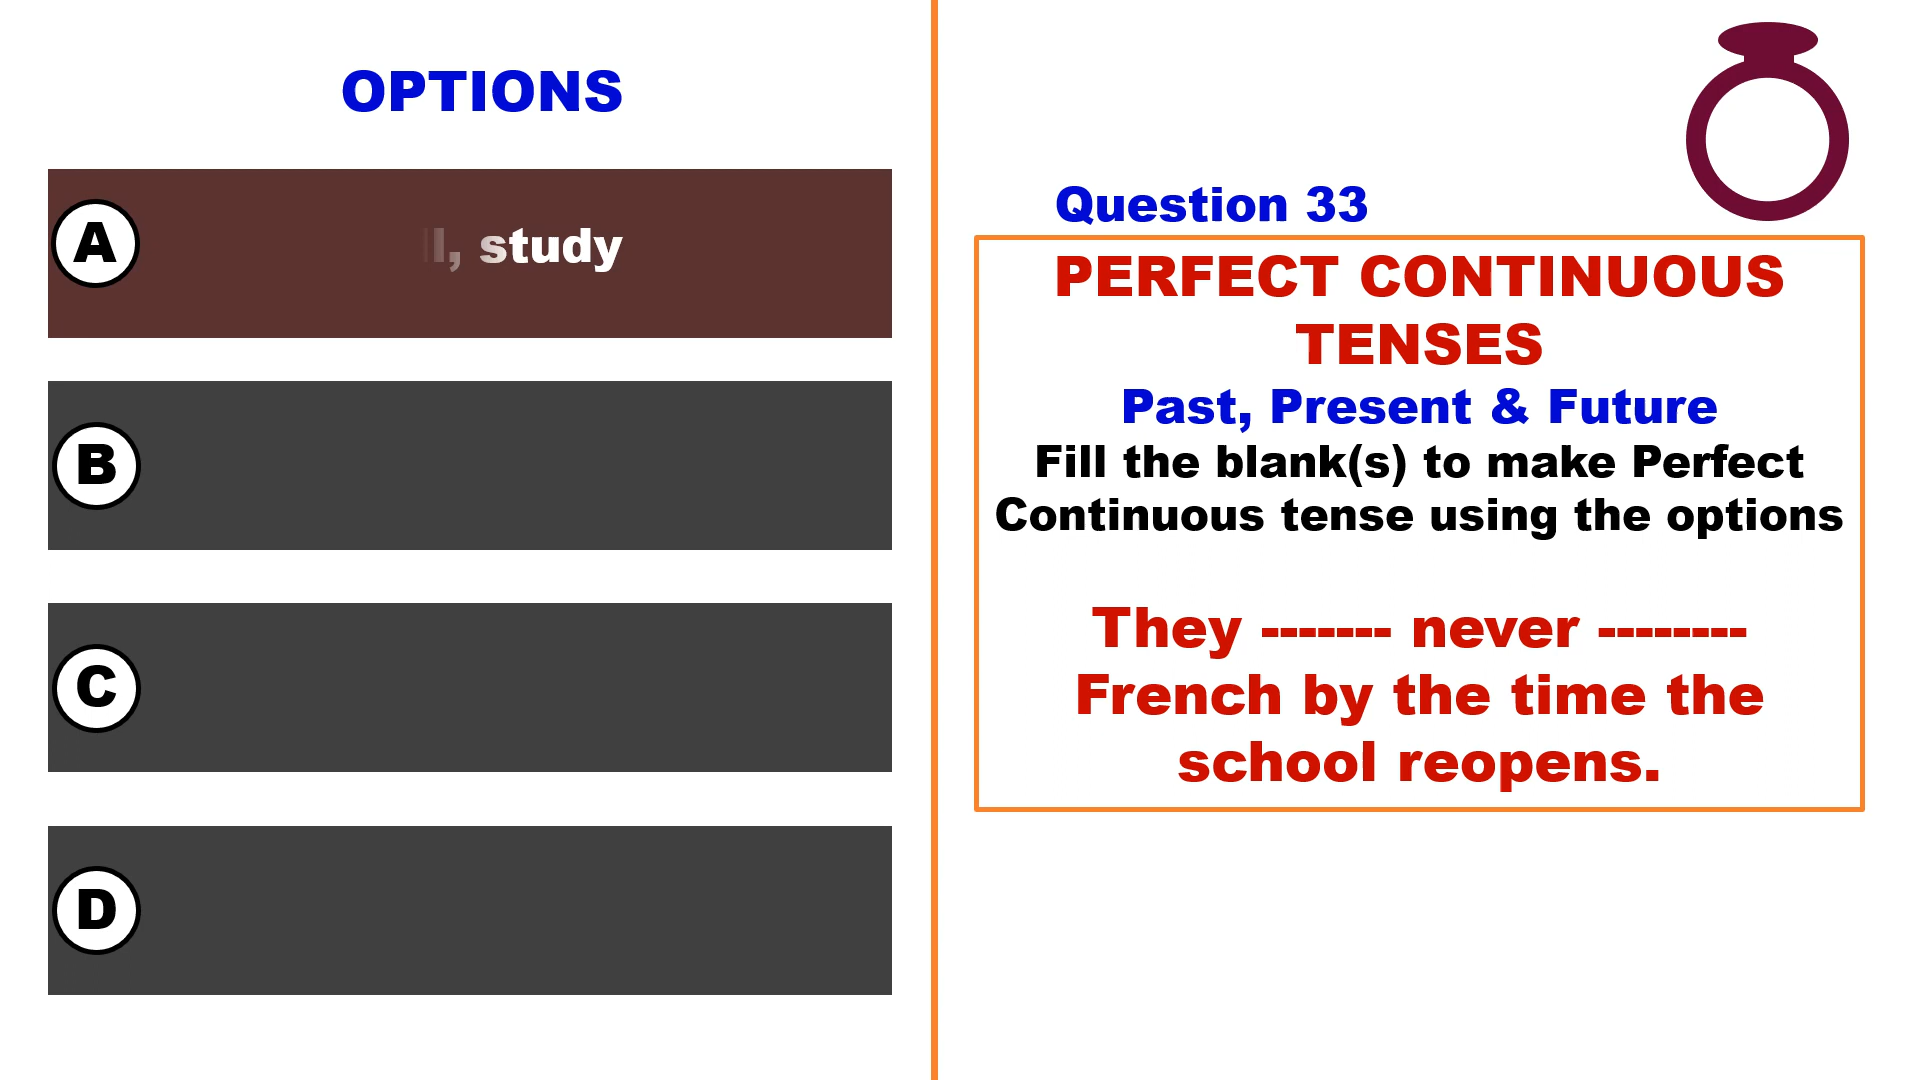 OPTIONS
A
study
B
C
D
Question 33
PERFECT CONTINUOUS
TENSES
Past, Present & Future
Fill the blank(s) to make Perfect
Continuous tense using the options
They ------- never --------
French by the time the
school reopens.